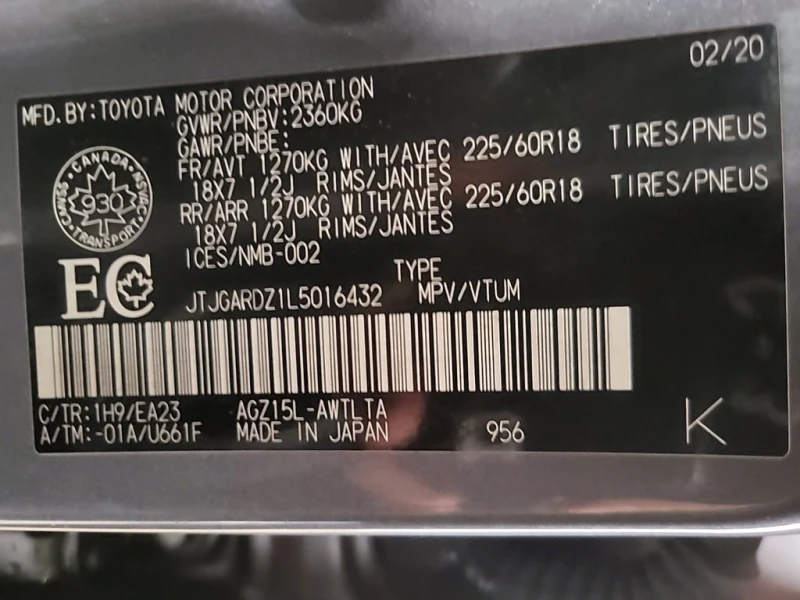 02/20
MFD. BY: TOYOTA MOTOR CORPORATION
GVWR/PNBV: 2360KG
GAWR/PNBE:
FR/AVT 1270KG WITH/AVEC 225/60R18 TIRES/PNEUS
18X7 1/2J RIMS/JANTES
RR/ARR 1270KG WITH/AVEC 225/60R18 TIRES/PNEUS
18X7 1/2J RIMS/JANTES
ICES/NMB-002
CANADA
CMVSS
930
NSVAC
TRANSPORT
EC
TYPE
JTJGARDZ1L5016432 MPV/VTUM
C/TR: 1H9/EA23 AGZ15L-AWTLTA
A/TM: -01A/U661F MADE IN JAPAN 956
K